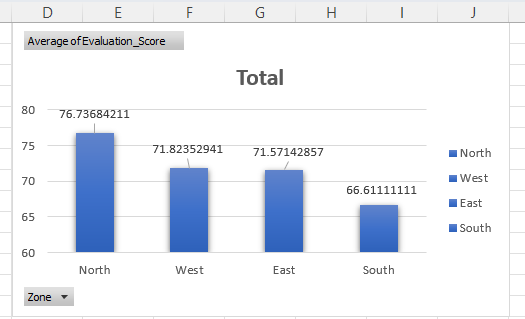 D E F G H I J
Average of Evaluation_Score
Total
80
75
70
65
60
76.73684211
71.82352941
71.57142857
66.61111111
North West East South
North
West
East
South
Zone